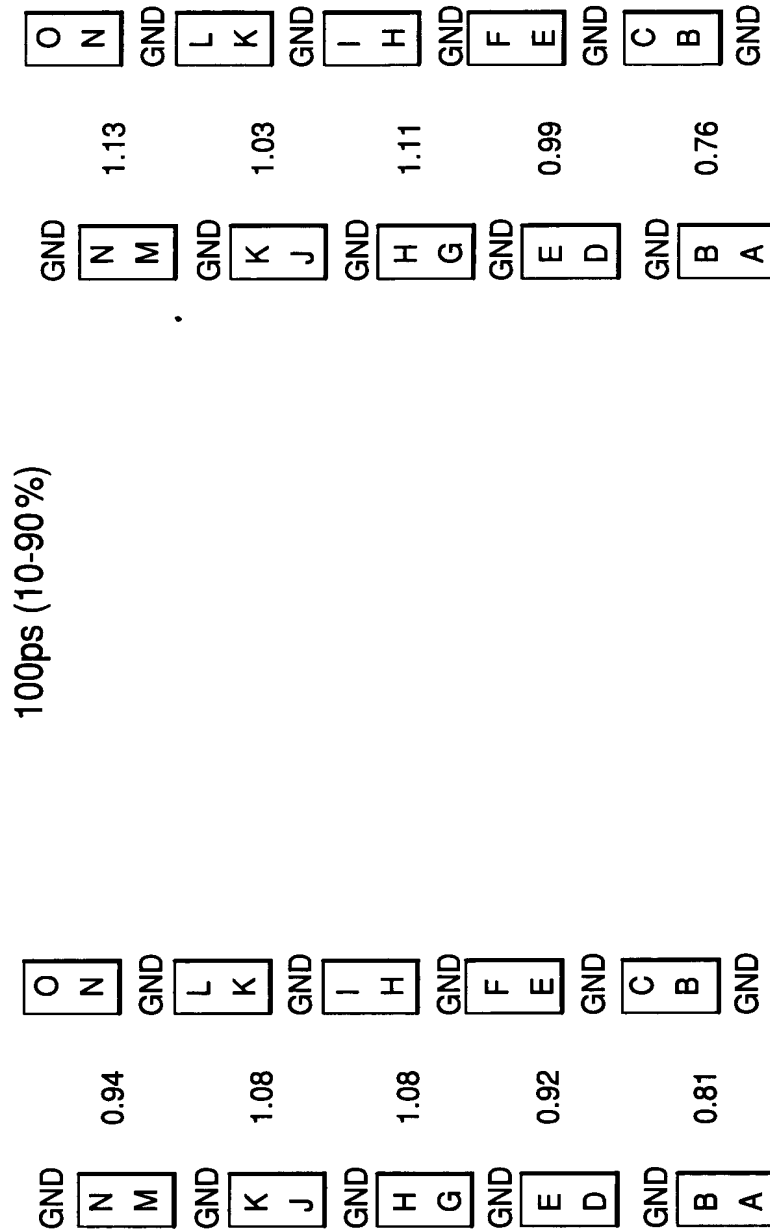 100ps (10-90%)
GND
N
M
GND
K
J
GND
H
G
GND
E
D
GND
B
A
0.94
1.08
1.08
0.92
0.81
O
N
GND
L
K
GND
I
H
GND
F
E
GND
C
B
GND
GND
N
M
GND
K
J
GND
H
G
GND
E
D
GND
B
A
1.13
1.03
1.11
0.99
0.76
O
N
GND
L
K
GND
I
H
GND
F
E
GND
C
B
GND